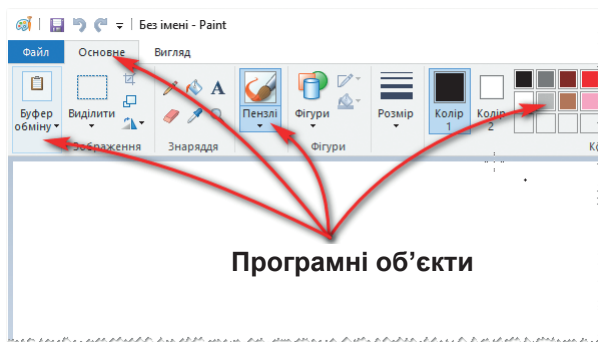 Без імені - Paint
Файл Основне Вигляд
Буфер обміну
Виділити
Пензлі
Фігури
Розмір
Колір 1
Колір 2
Зображення
Знаряддя
Фігури
Програмні об’єкти